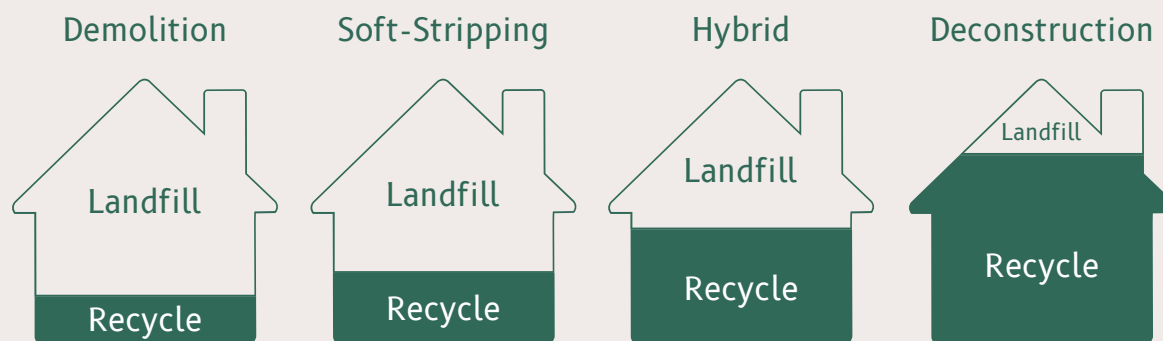 Demolition
Soft-Stripping
Hybrid
Deconstruction
Landfill
Landfill
Landfill
Landfill
Recycle
Recycle
Recycle
Recycle